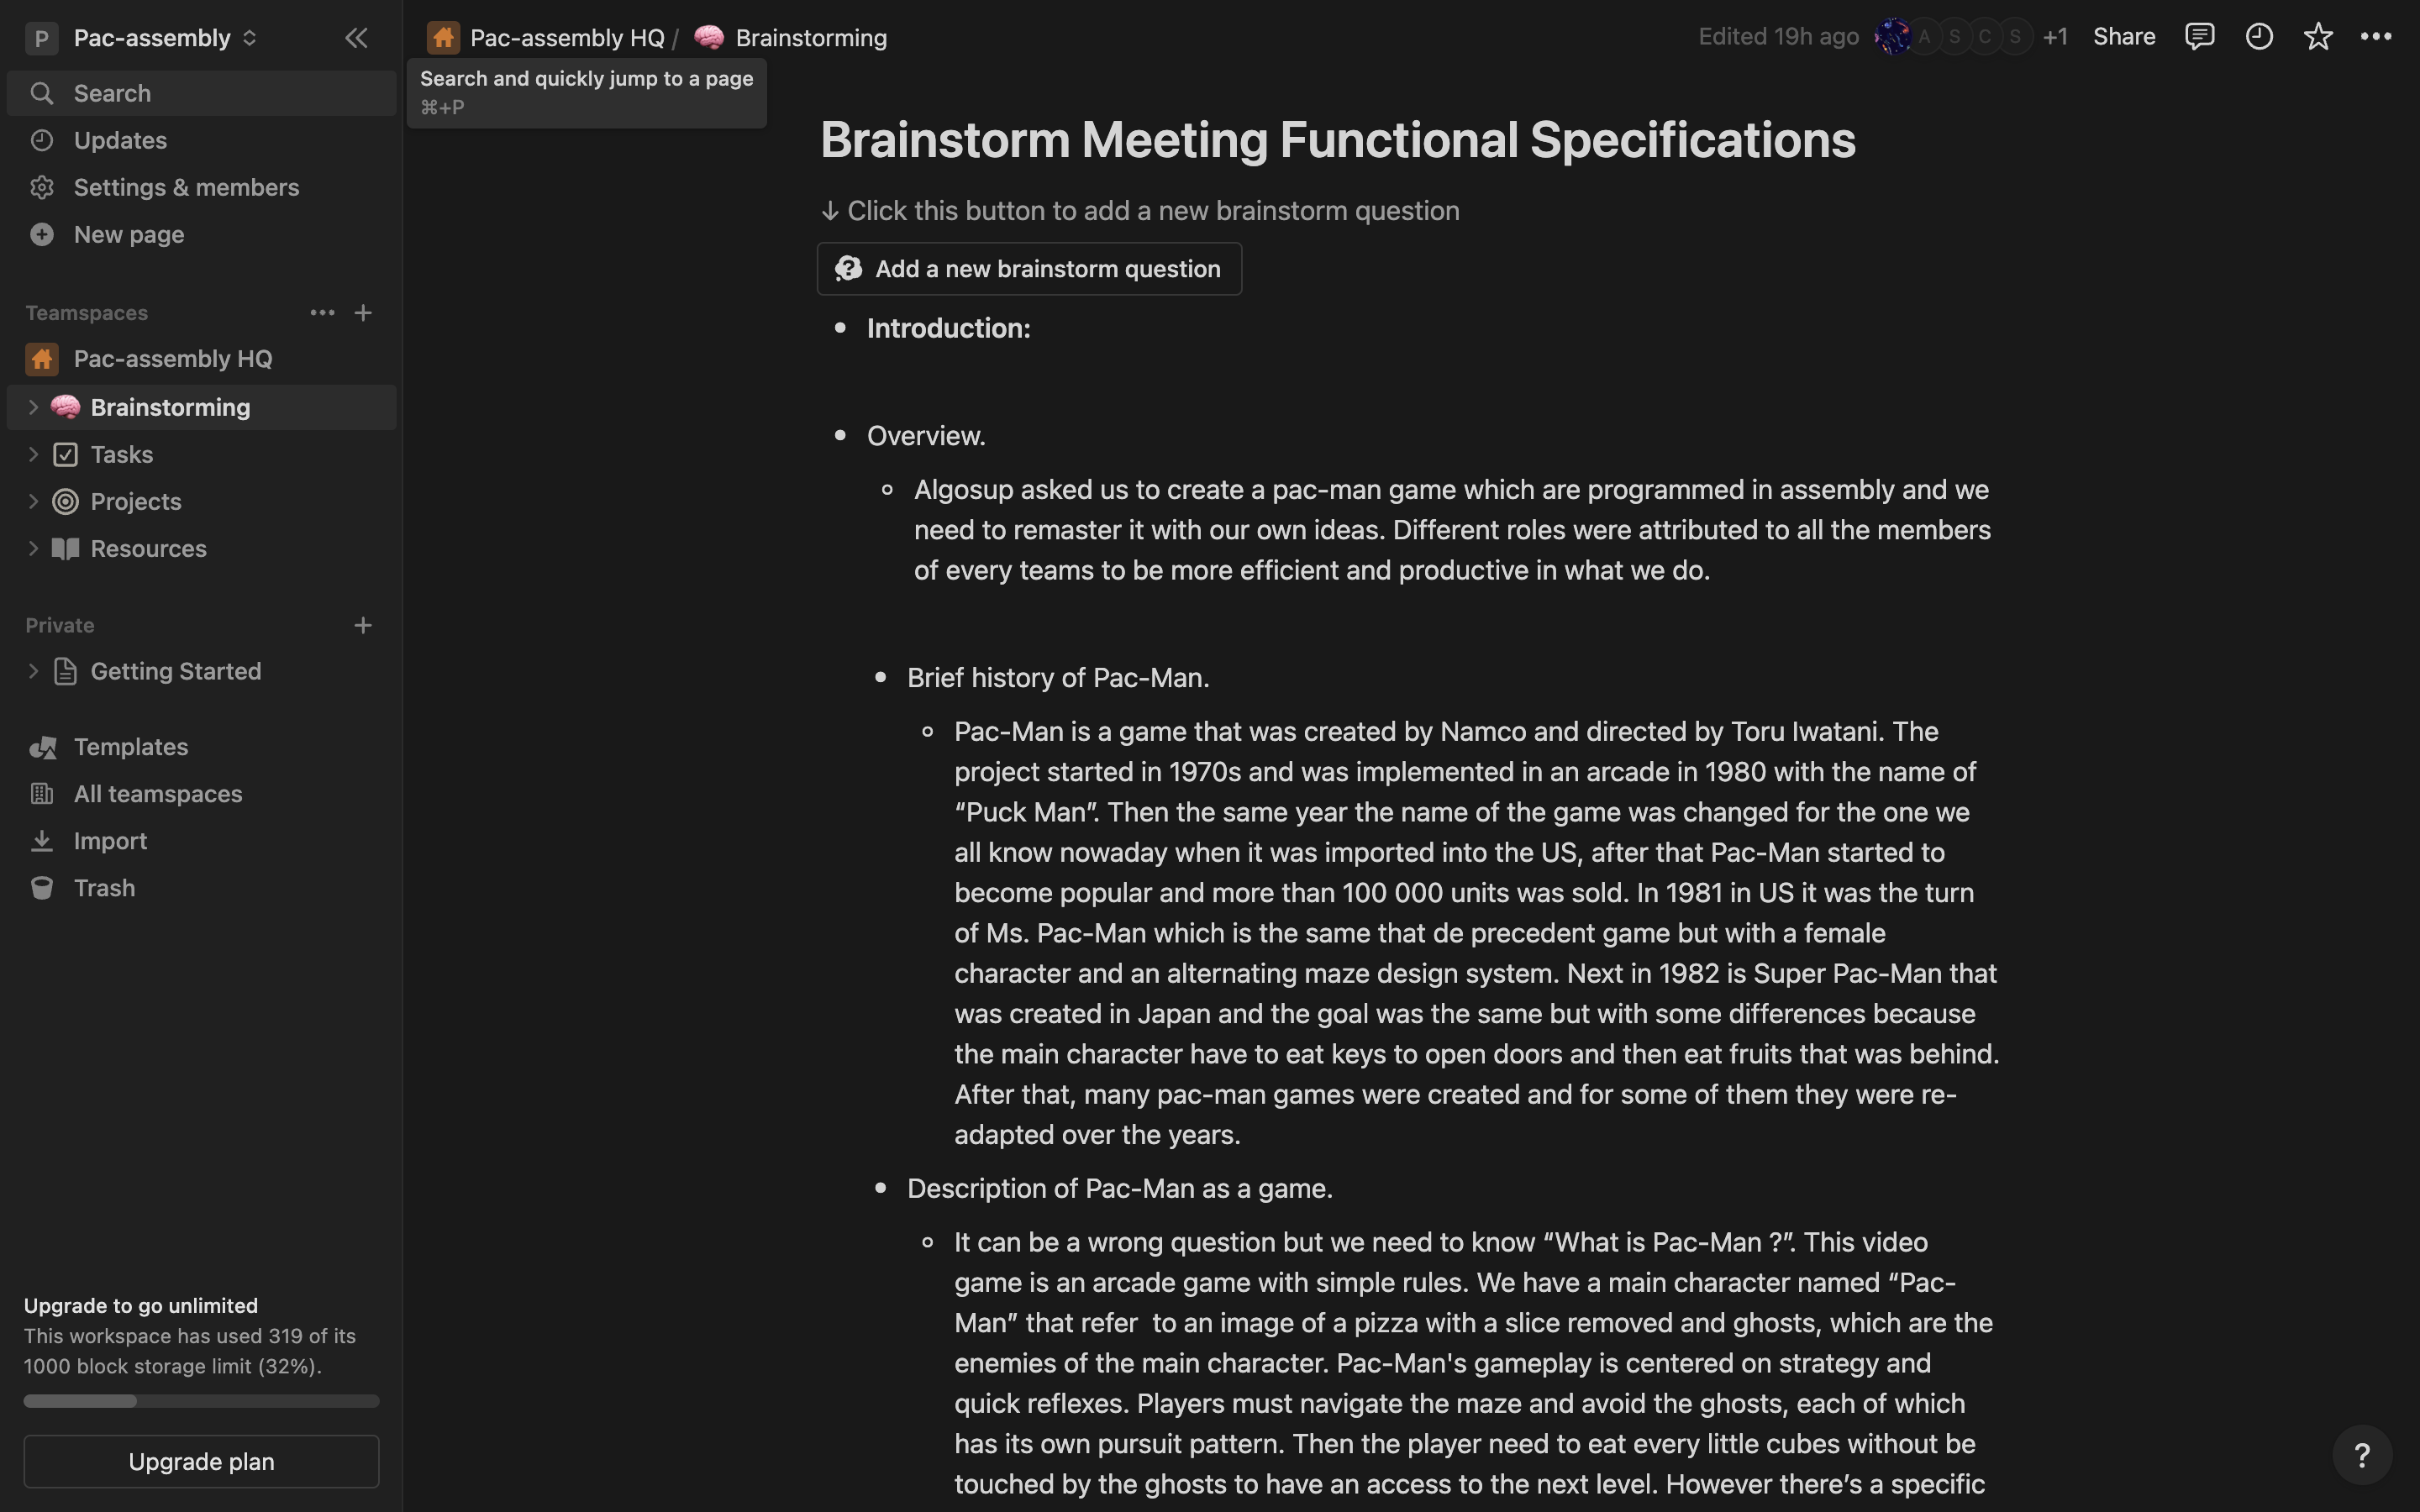 P Pac-assembly
Search
Updates
Settings & members
New page
Teamspaces
Pac-assembly HQ
Brainstorming
Tasks
Projects
Resources
Private
Getting Started
Templates
All teamspaces
Import
Trash
Upgrade to go unlimited
This workspace has used 319 of its
1000 block storage limit (32%).
Upgrade plan
Pac-assembly HQ / Brainstorming
Edited 19h ago A S C S +1 Share
Search and quickly jump to a page
⌘+P
Brainstorm Meeting Functional Specifications
↓ Click this button to add a new brainstorm question
Add a new brainstorm question
• Introduction:
• Overview.
◦ Algosup asked us to create a pac-man game which are programmed in assembly and we
need to remaster it with our own ideas. Different roles were attributed to all the members
of every teams to be more efficient and productive in what we do.
• Brief history of Pac-Man.
◦ Pac-Man is a game that was created by Namco and directed by Toru Iwatani. The
project started in 1970s and was implemented in an arcade in 1980 with the name of
“Puck Man”. Then the same year the name of the game was changed for the one we
all know nowaday when it was imported into the US, after that Pac-Man started to
become popular and more than 100 000 units was sold. In 1981 in US it was the turn
of Ms. Pac-Man which is the same that de precedent game but with a female
character and an alternating maze design system. Next in 1982 is Super Pac-Man that
was created in Japan and the goal was the same but with some differences because
the main character have to eat keys to open doors and then eat fruits that was behind.
After that, many pac-man games were created and for some of them they were re-
adapted over the years.
• Description of Pac-Man as a game.
◦ It can be a wrong question but we need to know “What is Pac-Man ?”. This video
game is an arcade game with simple rules. We have a main character named “Pac-
Man” that refer  to an image of a pizza with a slice removed and ghosts, which are the
enemies of the main character. Pac-Man's gameplay is centered on strategy and
quick reflexes. Players must navigate the maze and avoid the ghosts, each of which
has its own pursuit pattern. Then the player need to eat every little cubes without be
touched by the ghosts to have an access to the next level. However there’s a specific
?